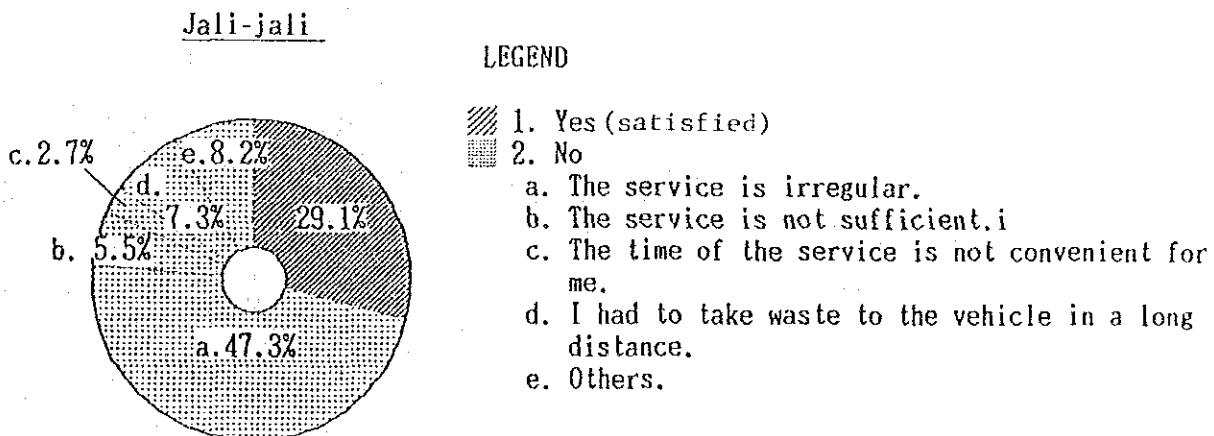 Jali-jali
LEGEND
1. Yes (satisfied)
2. No
a. The service is irregular.
b. The service is not sufficient.i
c. The time of the service is not convenient for
me.
d. I had to take waste to the vehicle in a long
distance.
e. Others.
c.2.7%
e.8.2%
d.
7.3%
29.1%
b. 5.5%
a.47.3%